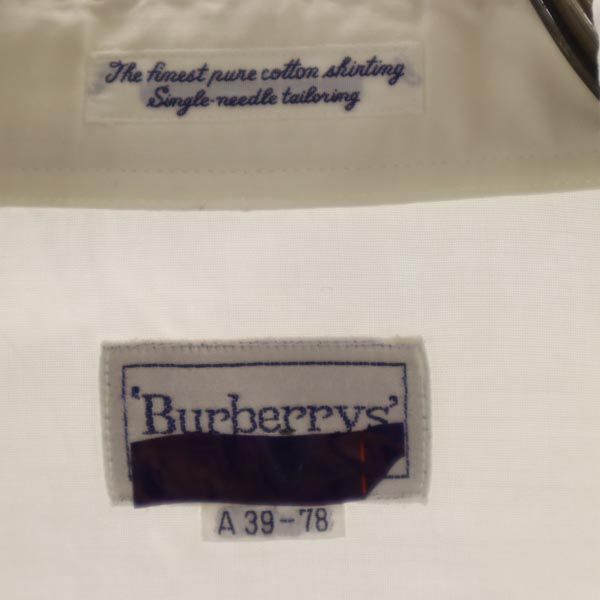 The finest pure cotton shirting
Single-needle tailoring
'Burberrys'
A 39-78